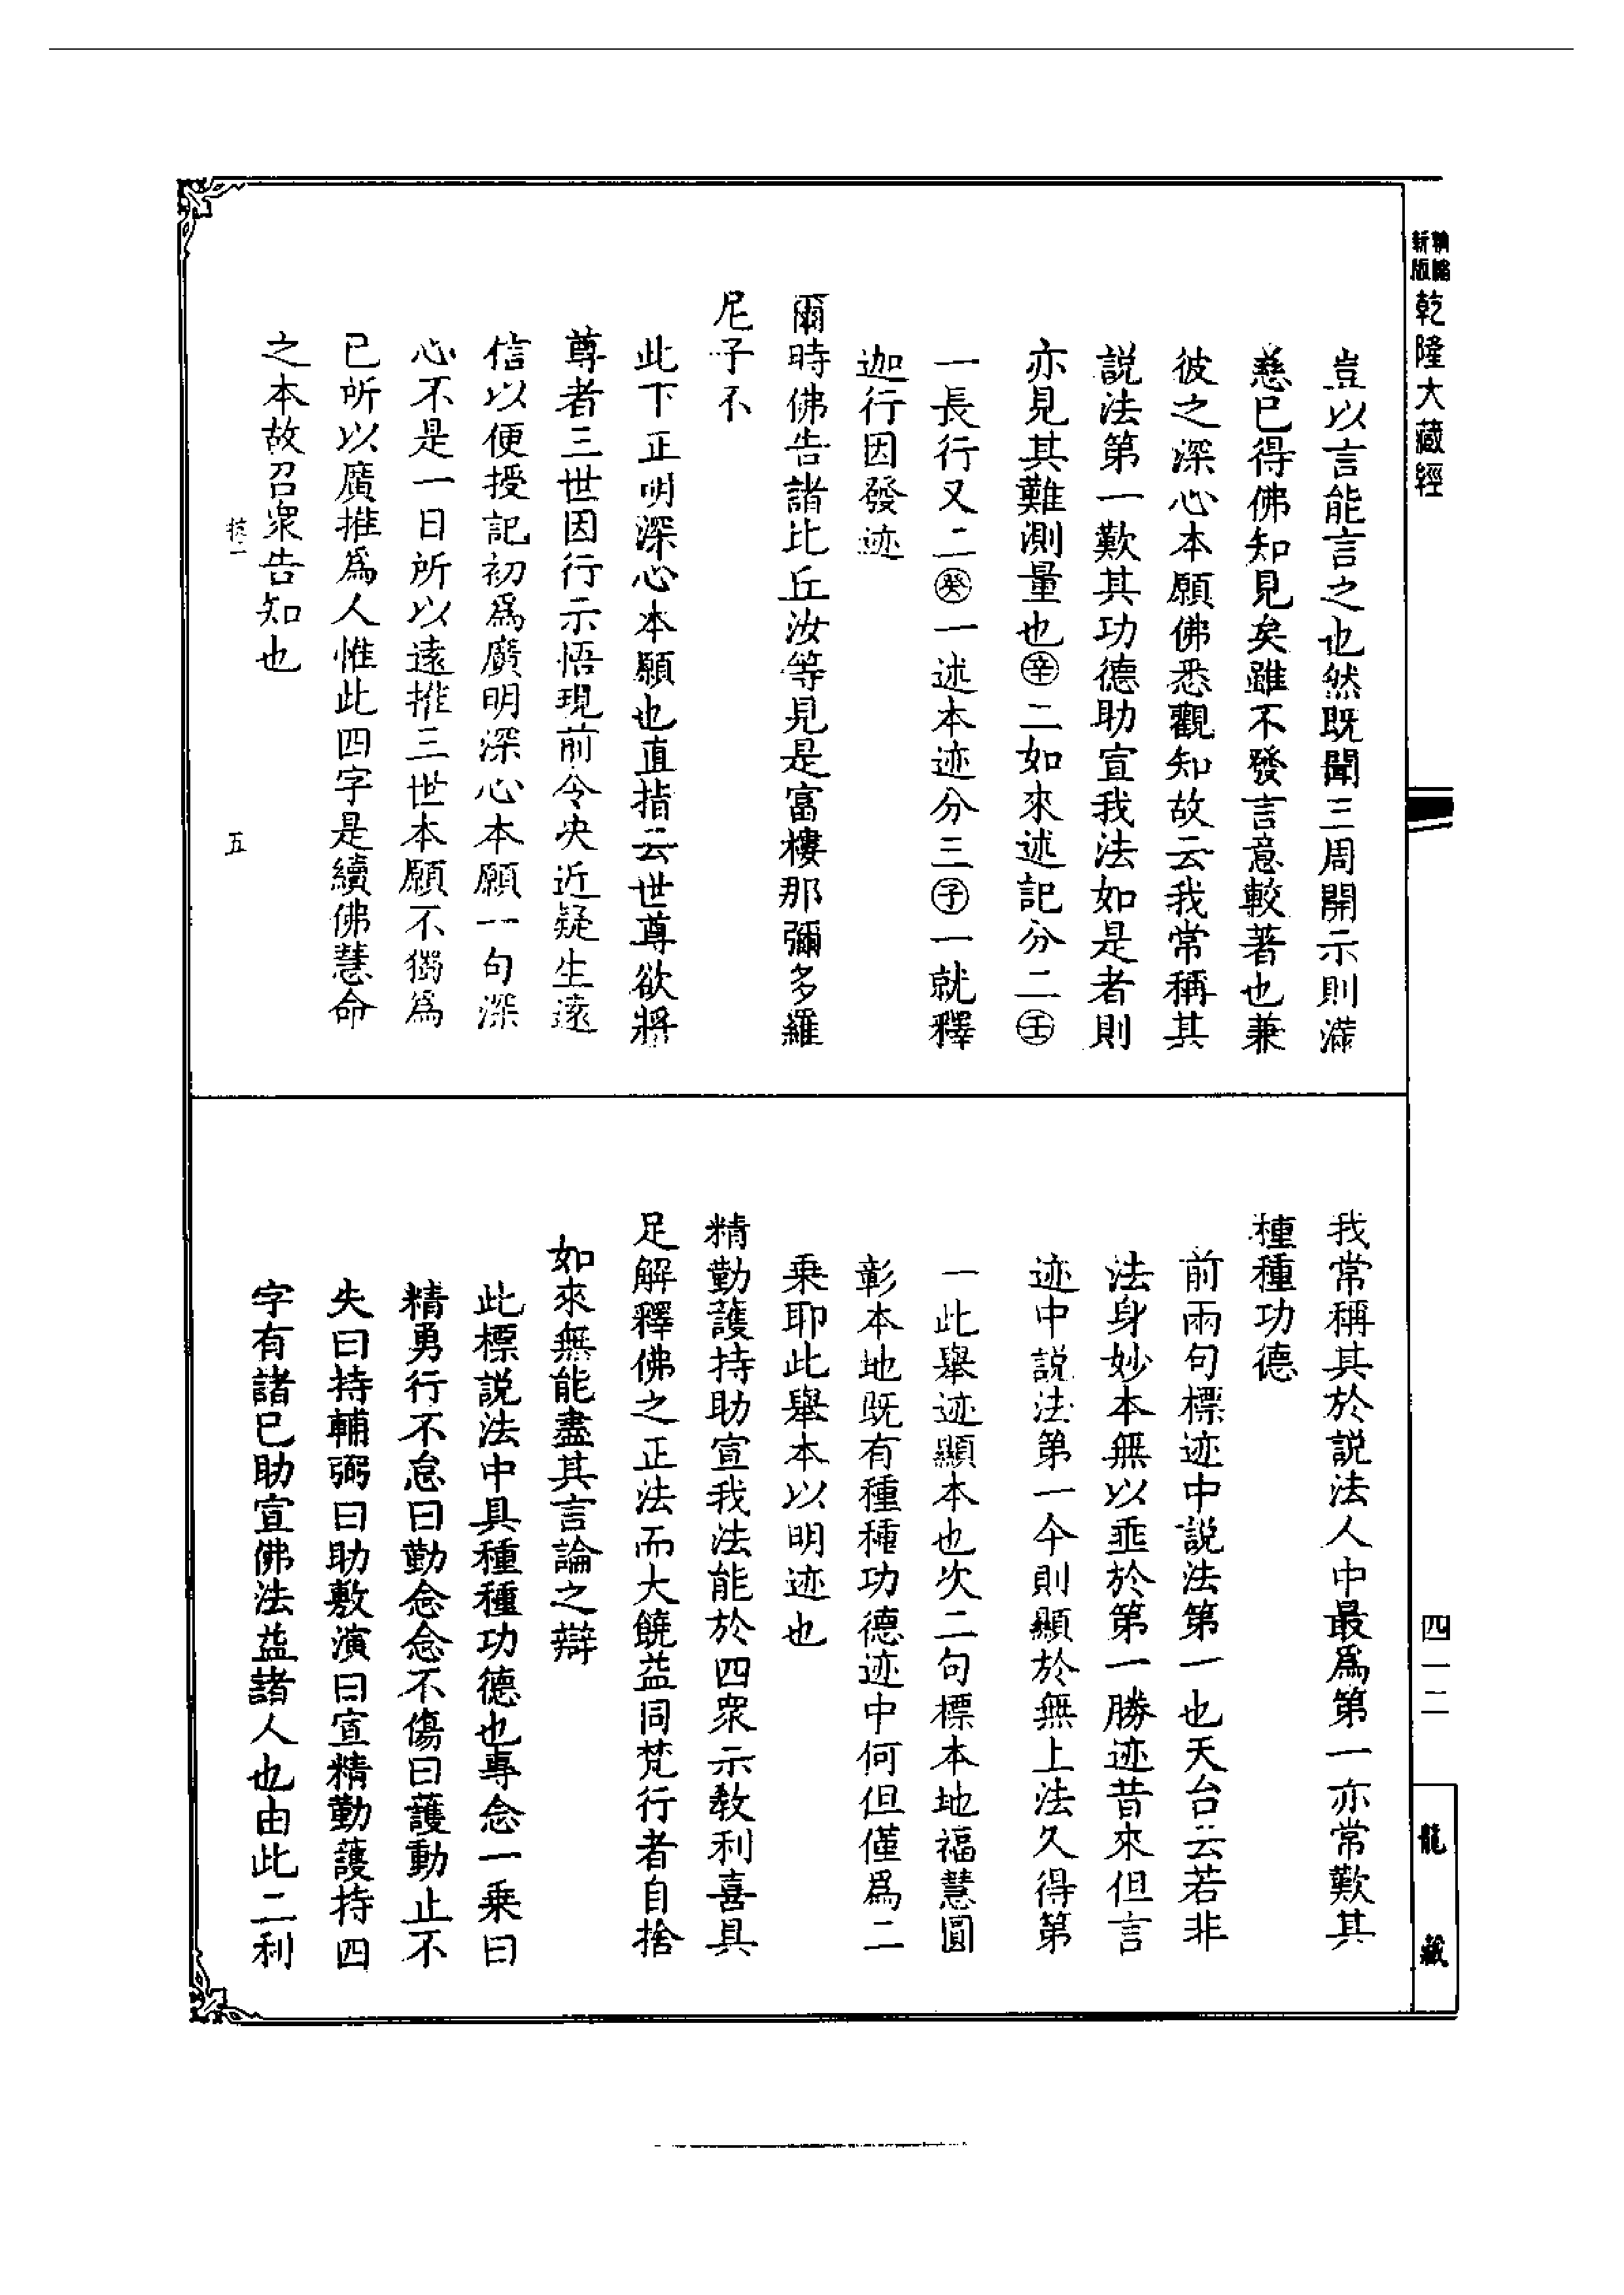 精縮新版乾隆大藏經
豈以言能言之也然既聞三周開示則滿
慈已得佛知見矣雖不發言意較著也兼
彼之深心本願佛悉觀知故云我常稱其
説法第一歎其功德助宣我法如是者則
亦見其難測量也㊛二如來述記分二㊛
一長行又二一述本迹分三一就釋
迦行因發迹
爾時佛告諸比丘汝等見是富樓那彌多羅
尼子不
此下正明深心本願也直指云世尊欲將
尊者三世因行示悟現前令決近疑生遠
信以便授記初爲廣明深心本願一句深
心不是一日所以遠推三世本願不獨爲
已所以廣推爲人惟此四字是續佛慧命
之本故召衆告知也
五
我常稱其於説法人中最爲第一亦常歎其
種種功德
前兩句標迹中説法第一也天台云若非
法身妙本無以垂於第一勝迹昔來但言
迹中説法第一今則顯於無上法久得第
一此舉迹顯本也次二句標本地福慧圓
彰本地既有種種功德迹中何但僅爲二
乘耶此舉本以明迹也
精勤護持助宣我法能於四衆示教利喜具
足解釋佛之正法而大饒益同梵行者自捨
如來無能盡其言論之辯
此標説法中具種種功德也專念一乘曰
精勇行不怠曰勤念念不傷曰護動止不
失曰持輔弼曰助敷演曰宣精勤護持四
字有諸已助宣佛法益諸人也由此二利
四一二
龍藏